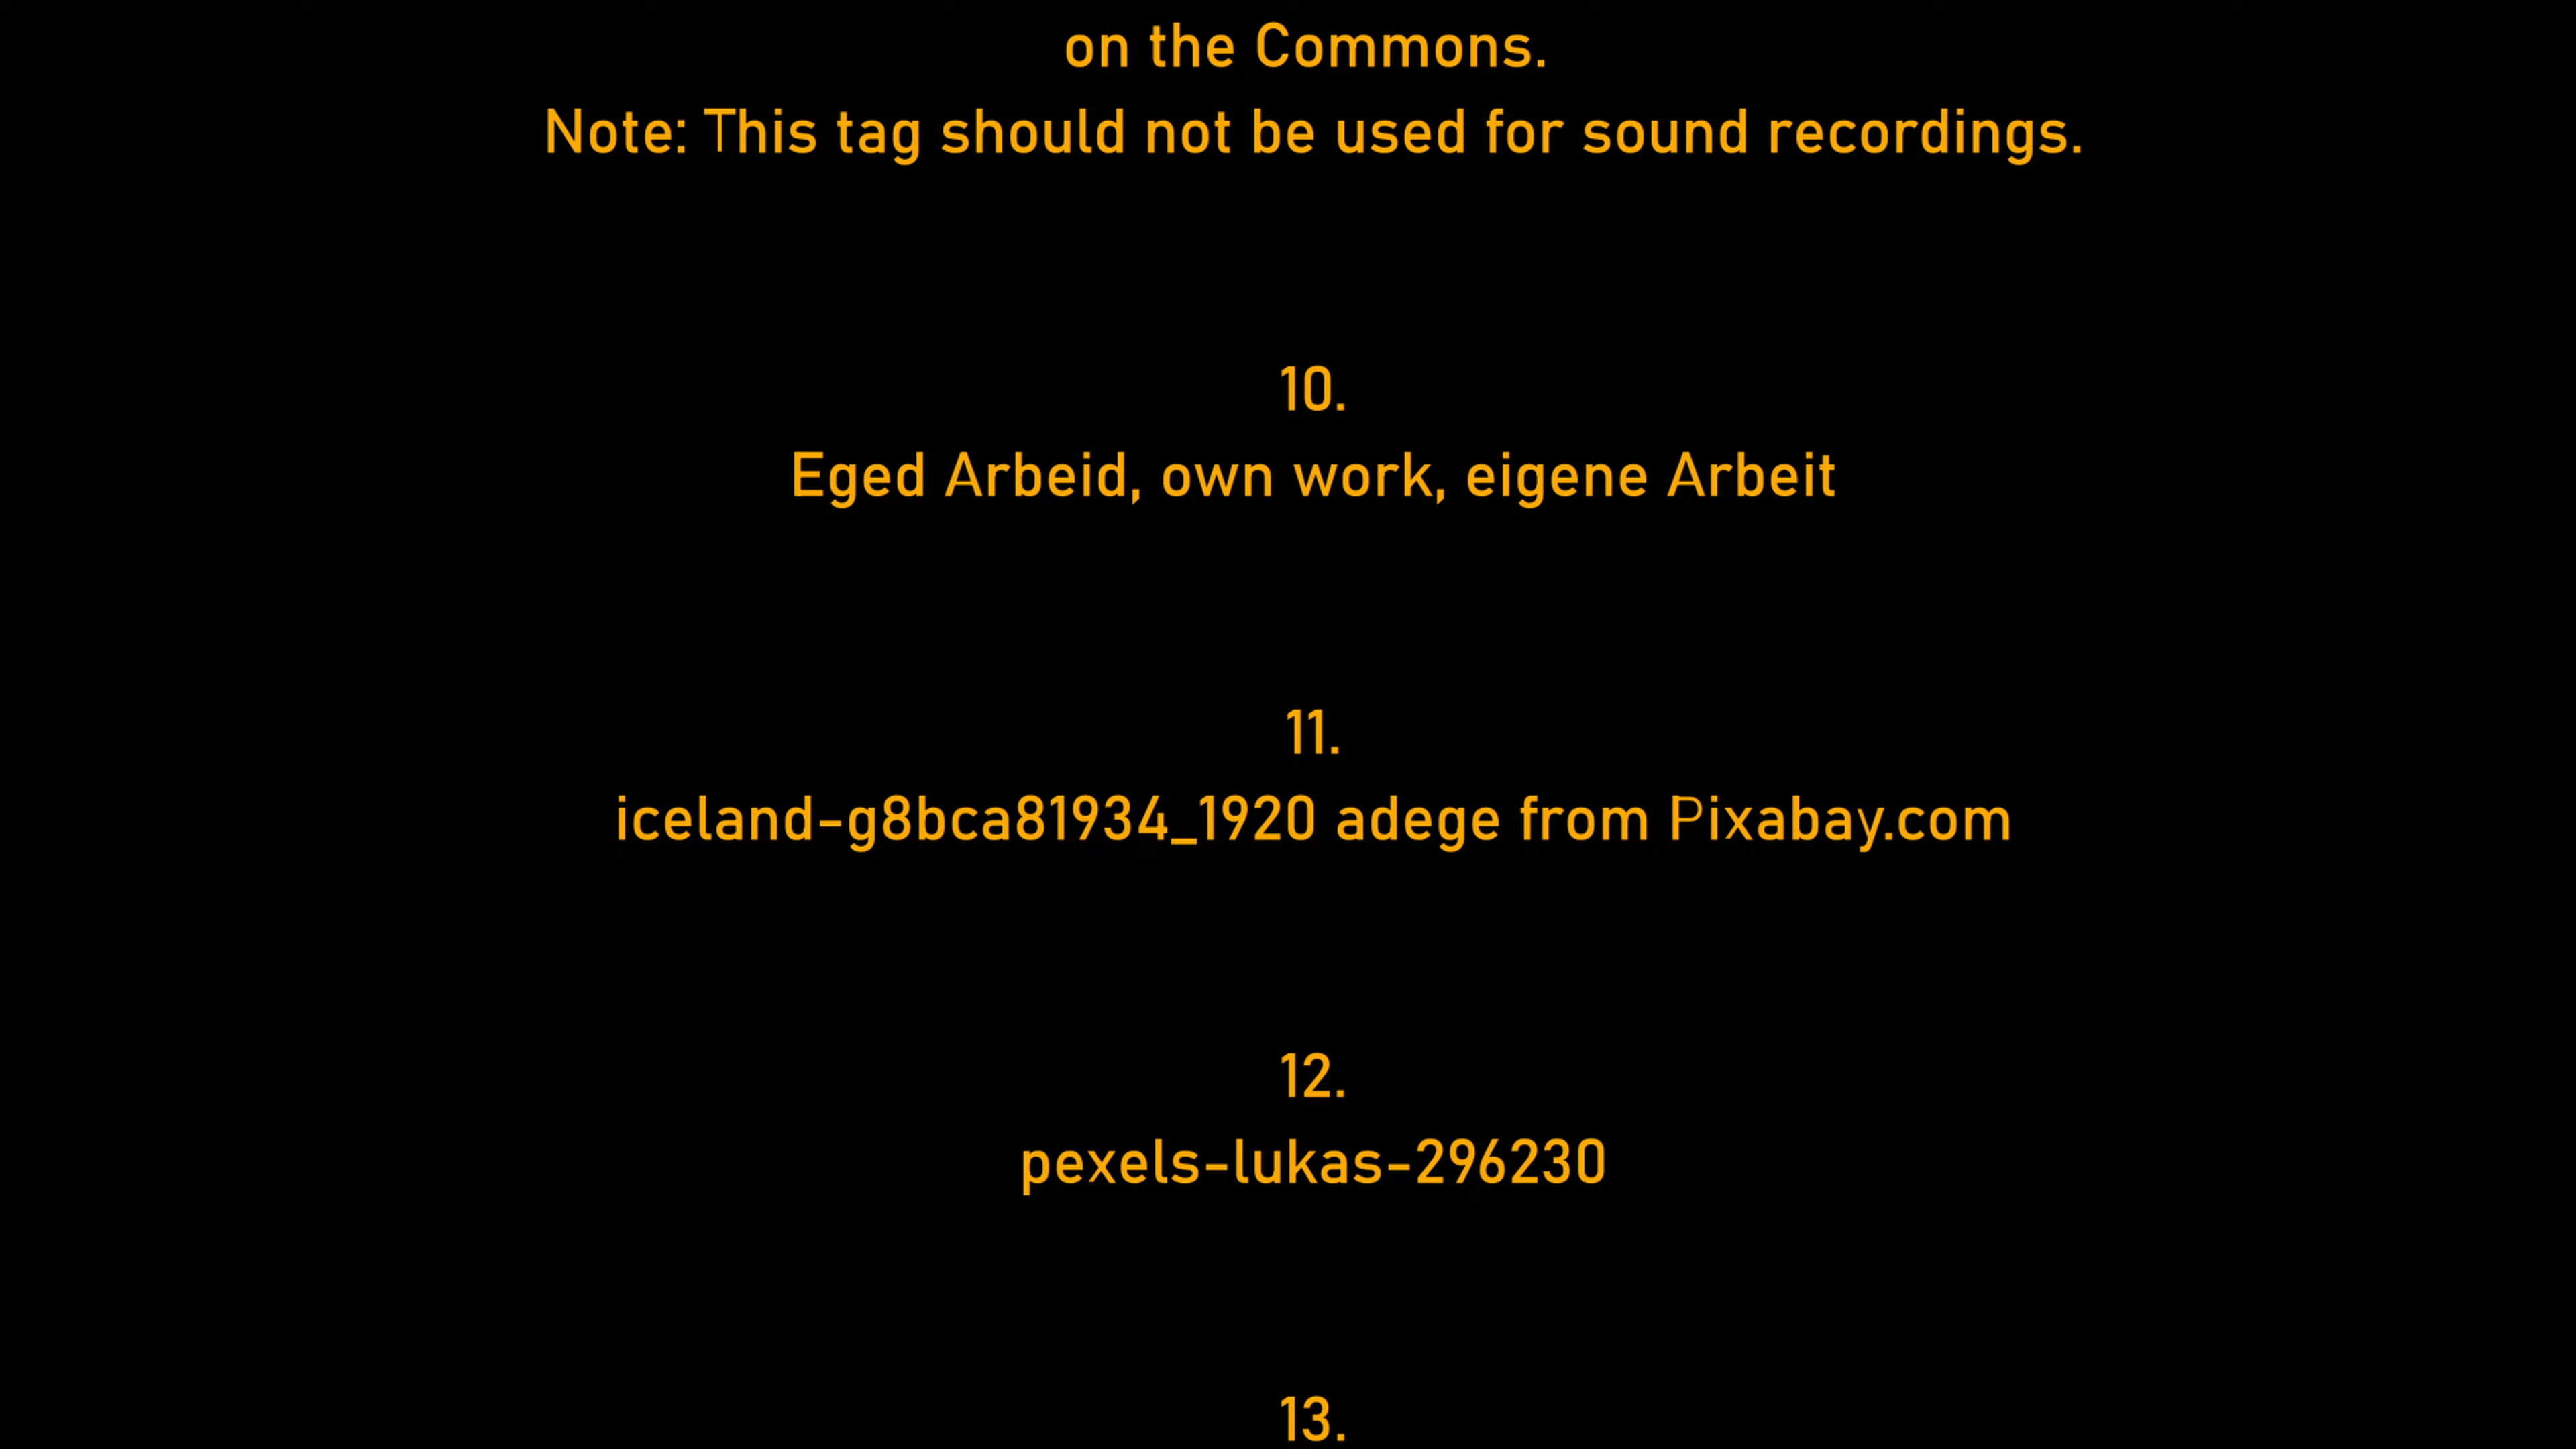 on the Commons.
Note: This tag should not be used for sound recordings.
10.
Eged Arbeid, own work, eigene Arbeit
11.
iceland-g8bca81934_1920 adege from Pixabay.com
12.
pexels-lukas-296230
13.